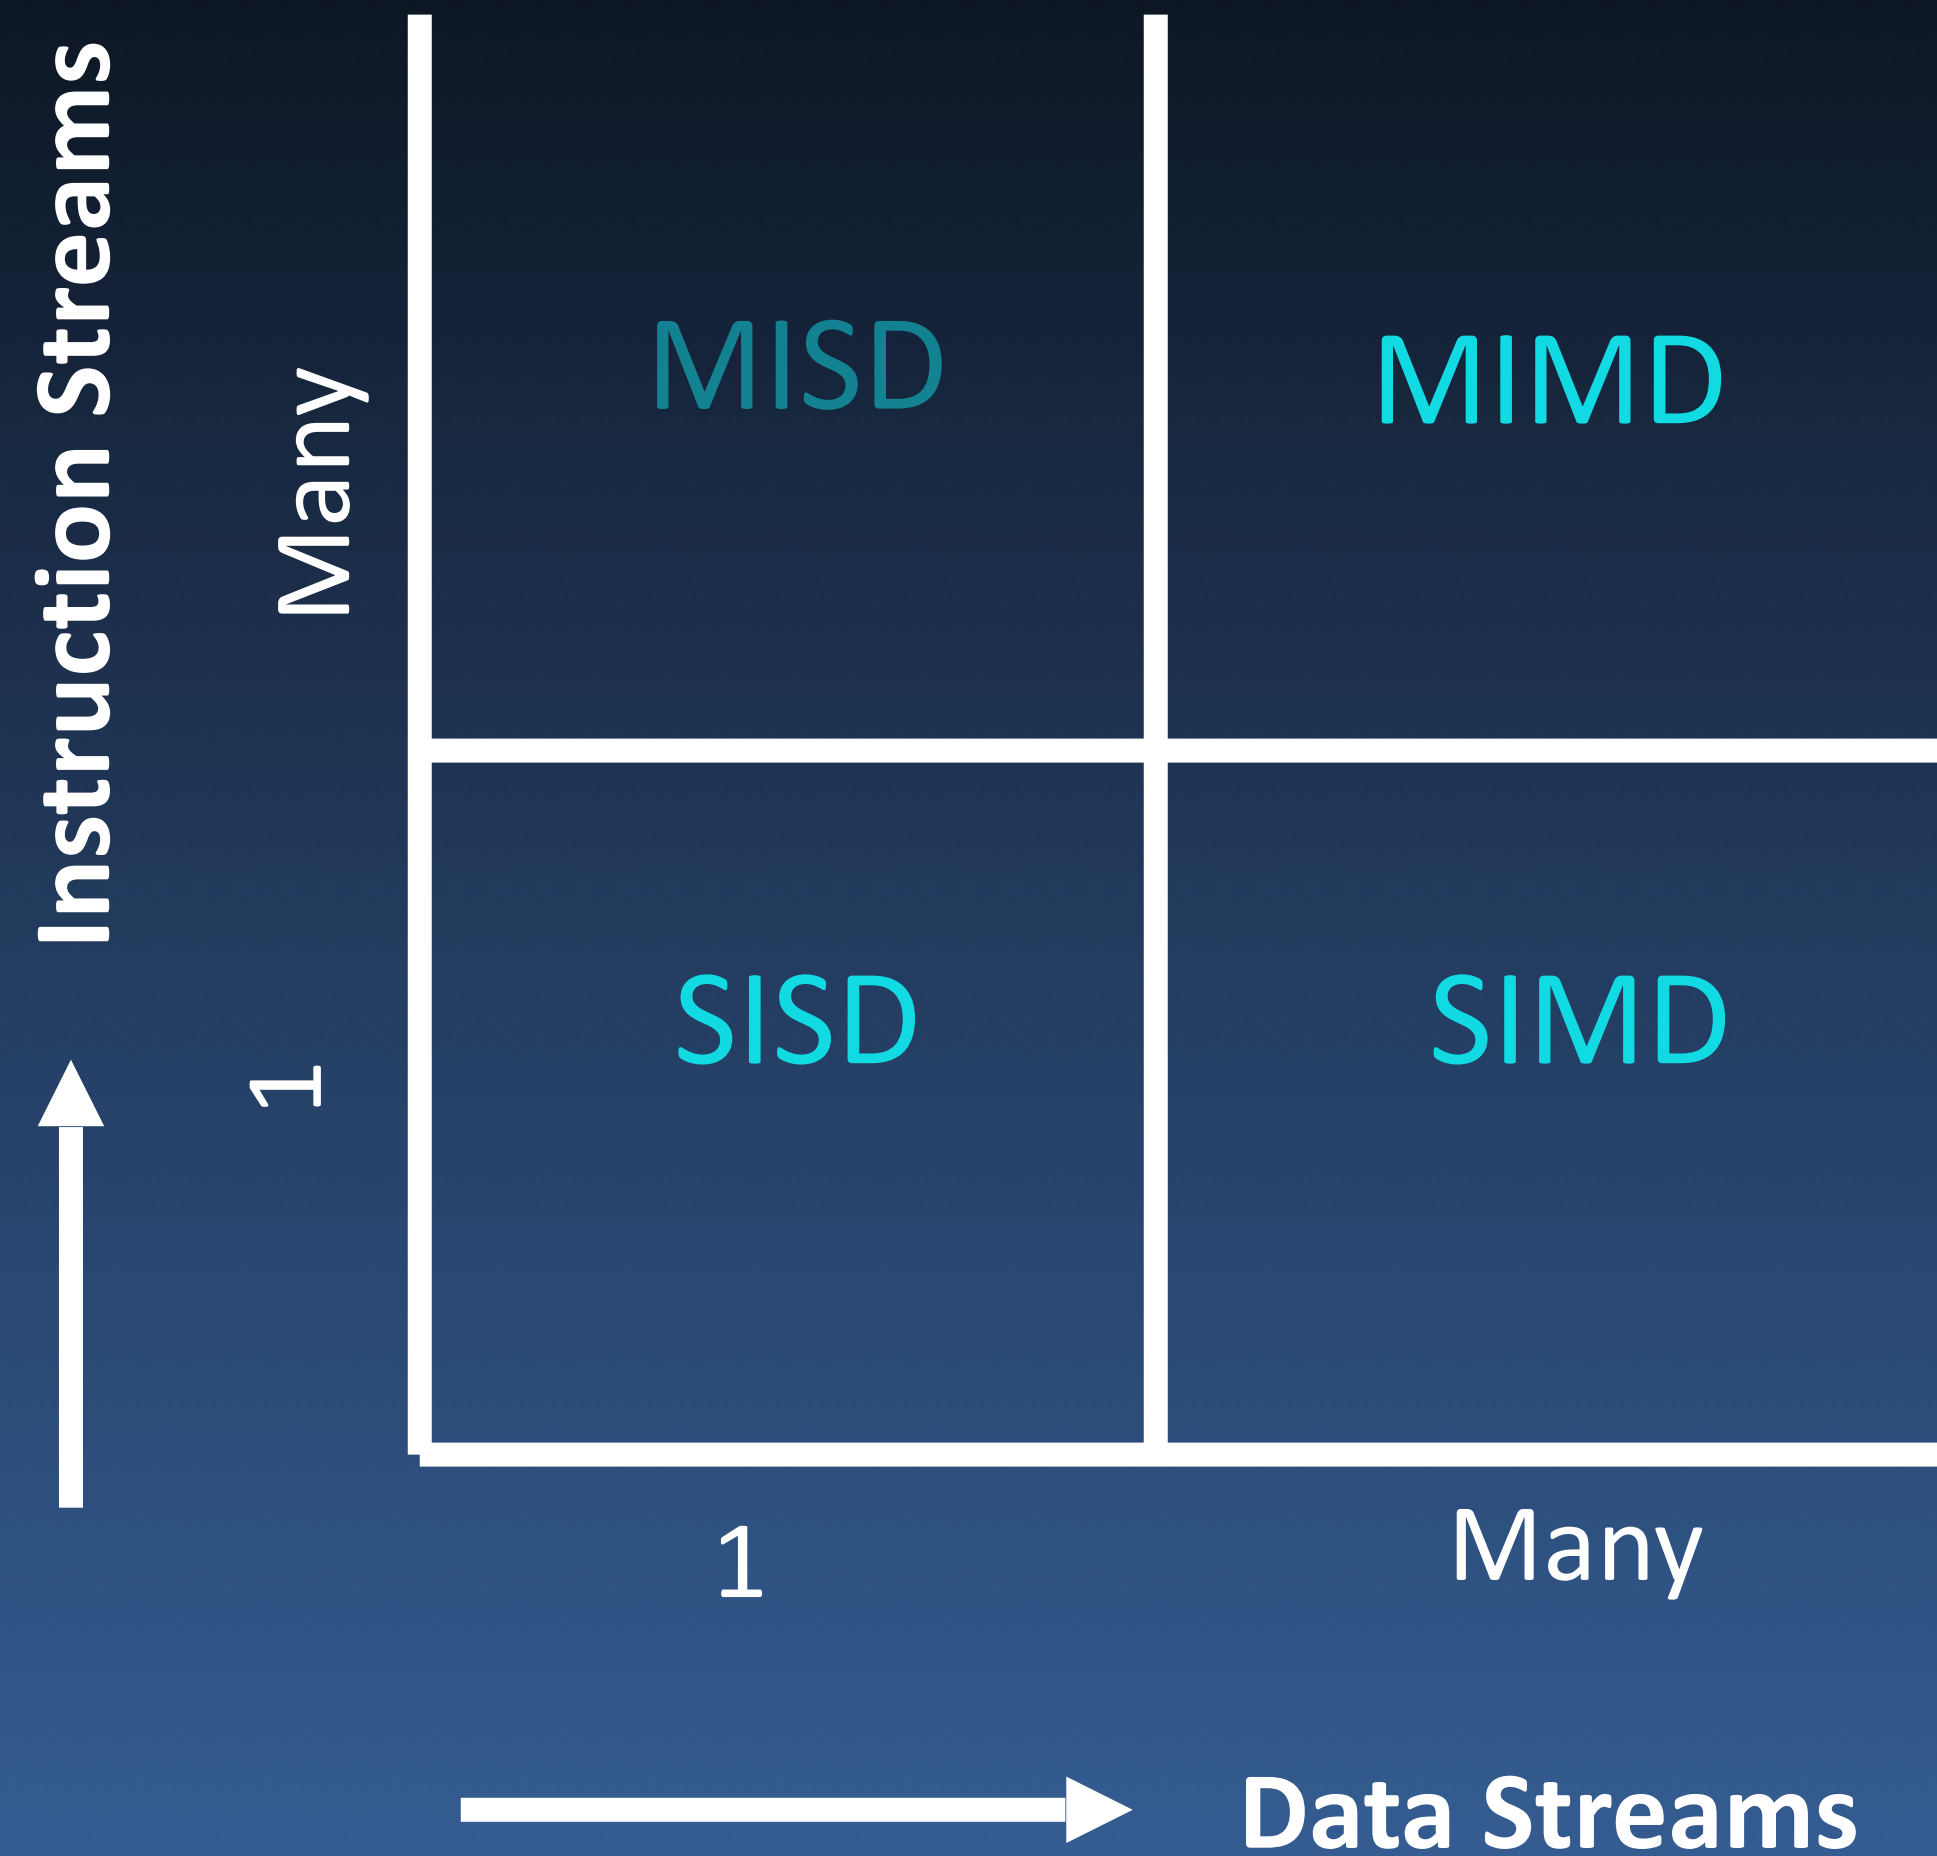 Instruction Streams
Many
MISD
MIMD
1
SISD
SIMD
1
Many
Data Streams